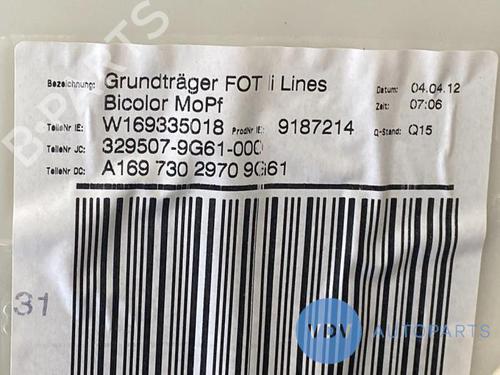 Bezeichnung: Grundträger FOT li Lines Datum: 04.04.12
Bicolor MoPf Zeit: 07:06
TeileNr IE: W169335018 ProdNr IE: 9187214 Q-Stand: Q15
TeileNr JC: 329507-9G61-000
TeileNr DC: A169 730 2970 9G61
31
B-PARTS
VDV AUTOPARTS